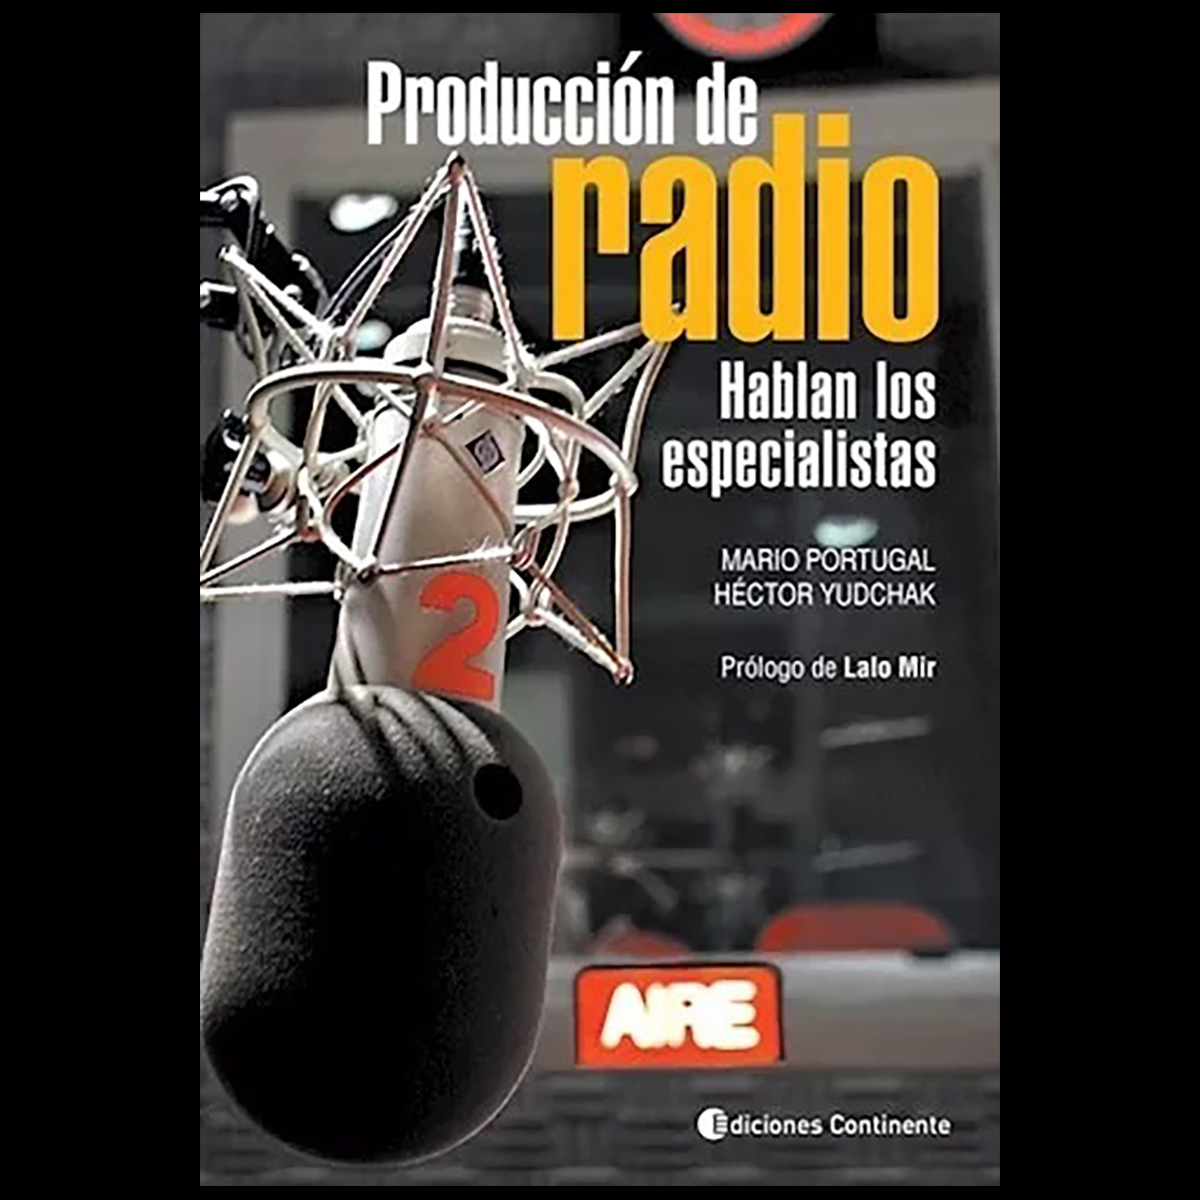 Producción de
radio
Hablan los
especialistas
MARIO PORTUGAL
HÉCTOR YUDCHAK
Prólogo de Lalo Mir
2
AIRE
Ediciones Continente